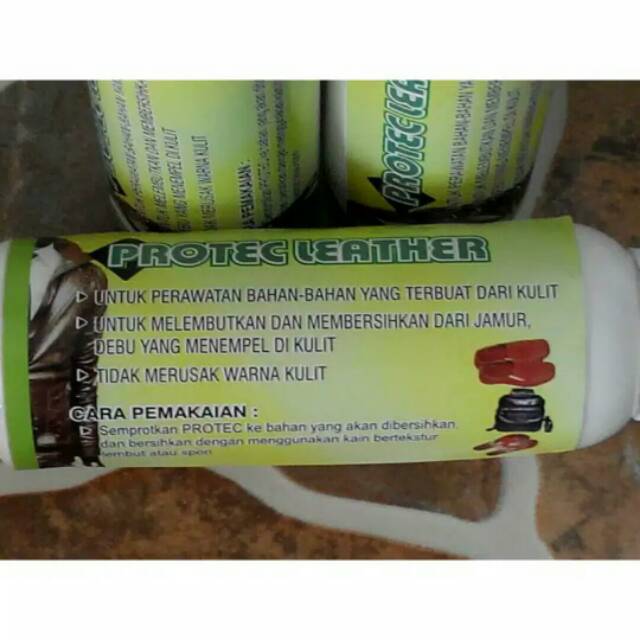 PROTEC LEATHER
UNTUK PERAWATAN BAHAN-BAHAN YANG TERBUAT DARI KULIT
UNTUK MELEMBUTKAN DAN MEMBERSIHKAN DARI JAMUR,
DEBU YANG MENEMPEL DI KULIT
TIDAK MERUSAK WARNA KULIT
CARA PEMAKAIAN :
Semprotkan PROTEC ke bahan yang akan dibersihkan,
dan bersihkan dengan menggunakan kain bertekstur
lembut atau spon